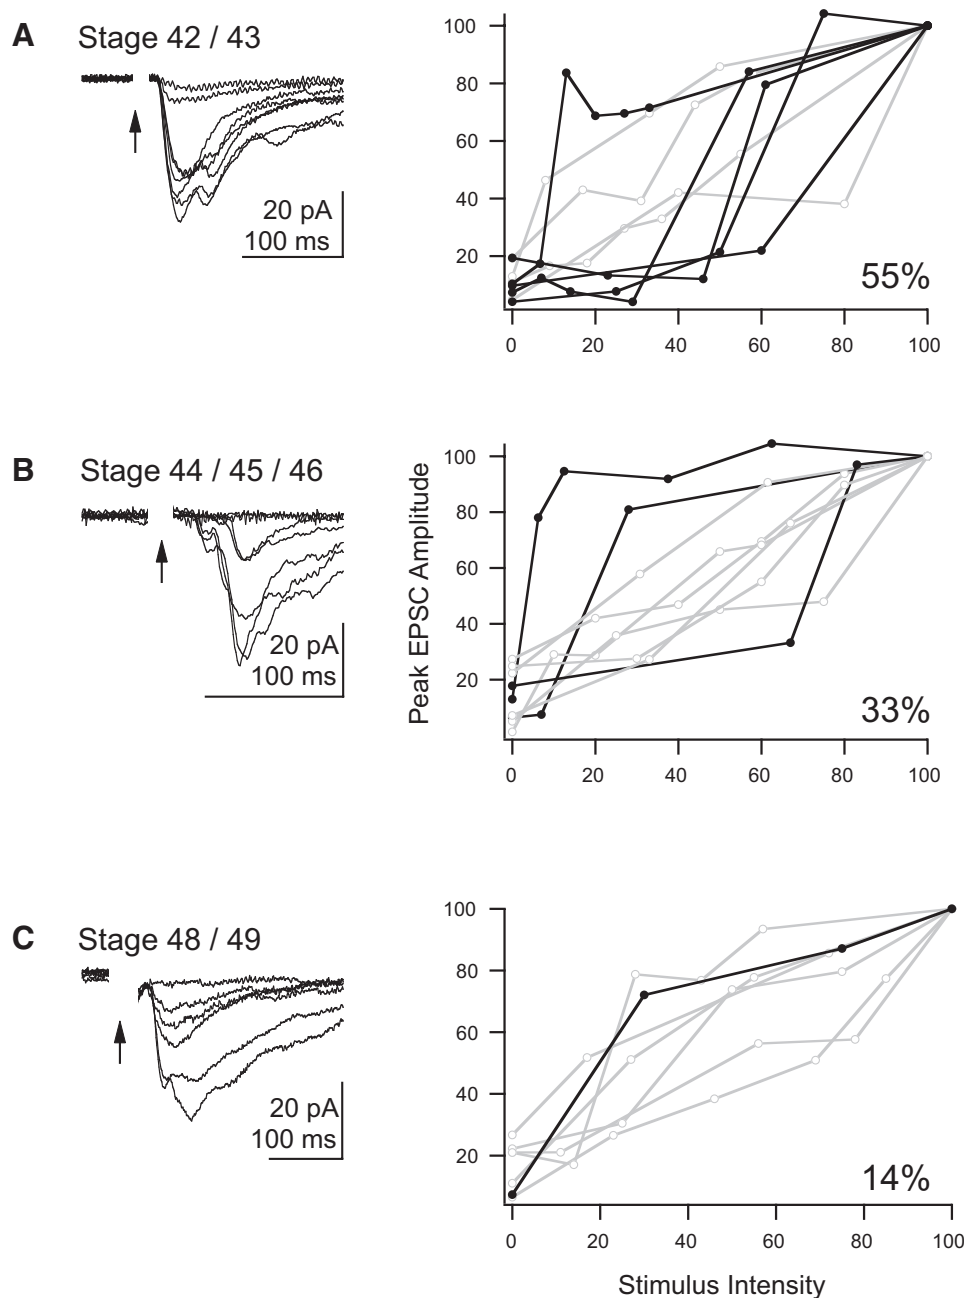 A Stage 42 / 43
20 pA
100 ms
100
80
60
40
20
55%
0 20 40 60 80 100
B Stage 44 / 45 / 46
20 pA
100 ms
Peak EPSC Amplitude
100
80
60
40
20
33%
0 20 40 60 80 100
C Stage 48 / 49
20 pA
100 ms
100
80
60
40
20
14%
0 20 40 60 80 100
Stimulus Intensity